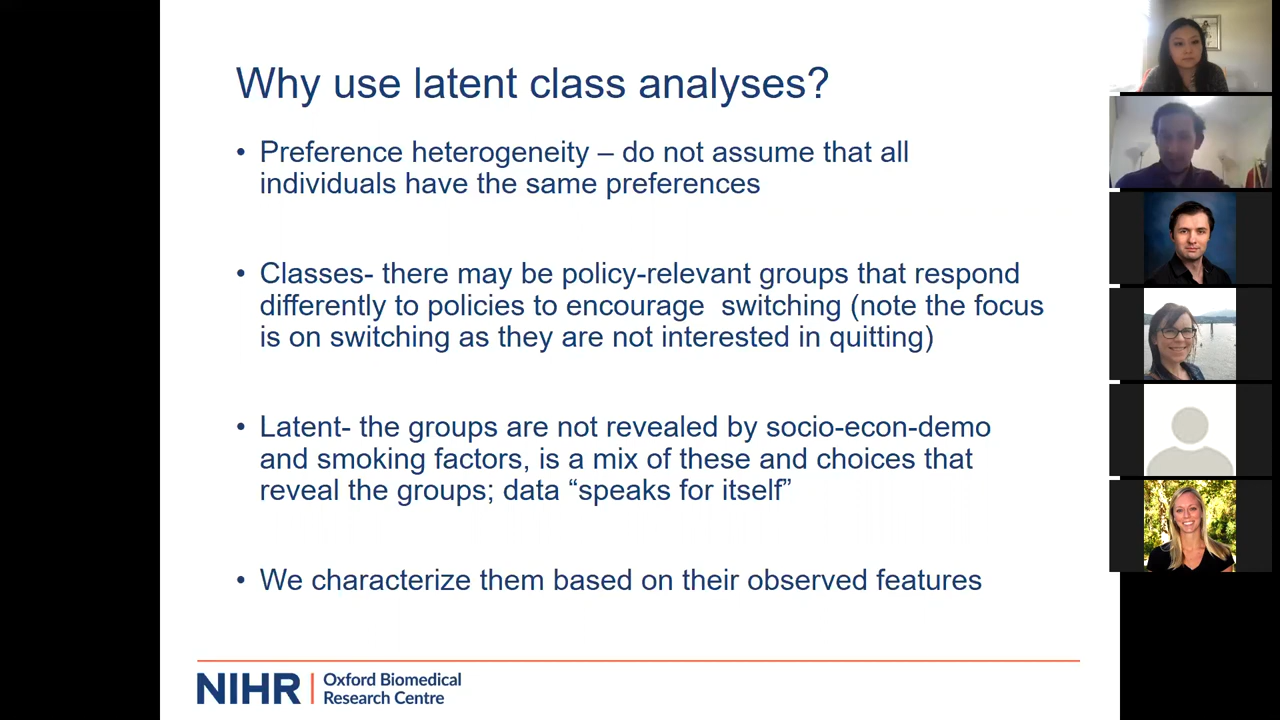 Why use latent class analyses?
• Preference heterogeneity – do not assume that all
individuals have the same preferences
• Classes- there may be policy-relevant groups that respond
differently to policies to encourage  switching (note the focus
is on switching as they are not interested in quitting)
• Latent- the groups are not revealed by socio-econ-demo
and smoking factors, is a mix of these and choices that
reveal the groups; data “speaks for itself”
• We characterize them based on their observed features
NIHR | Oxford Biomedical
Research Centre